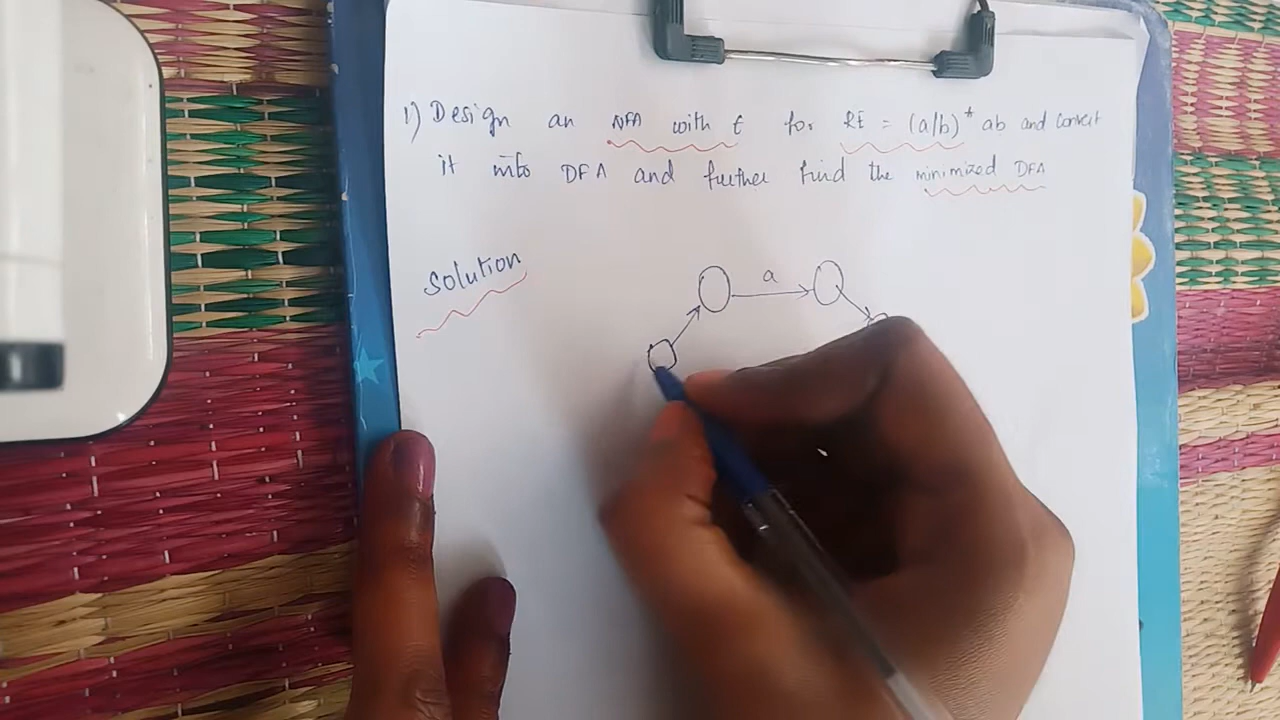 1) Design an NFA with ε for RE = (a/b)* ab and convert
it into DFA and further find the minimized DFA
Solution
a